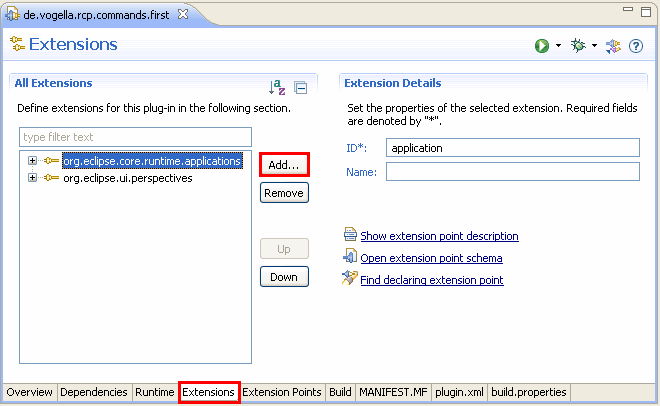 de.vogella.rcp.commands.first
Extensions
All Extensions
Define extensions for this plug-in in the following section.
type filter text
org.eclipse.core.runtime.applications
org.eclipse.ui.perspectives
Add...
Remove
Up
Down
Extension Details
Set the properties of the selected extension. Required fields
are denoted by "*".
ID*: application
Name:
Show extension point description
Open extension point schema
Find declaring extension point
Overview Dependencies Runtime Extensions Extension Points Build MANIFEST.MF plugin.xml build.properties